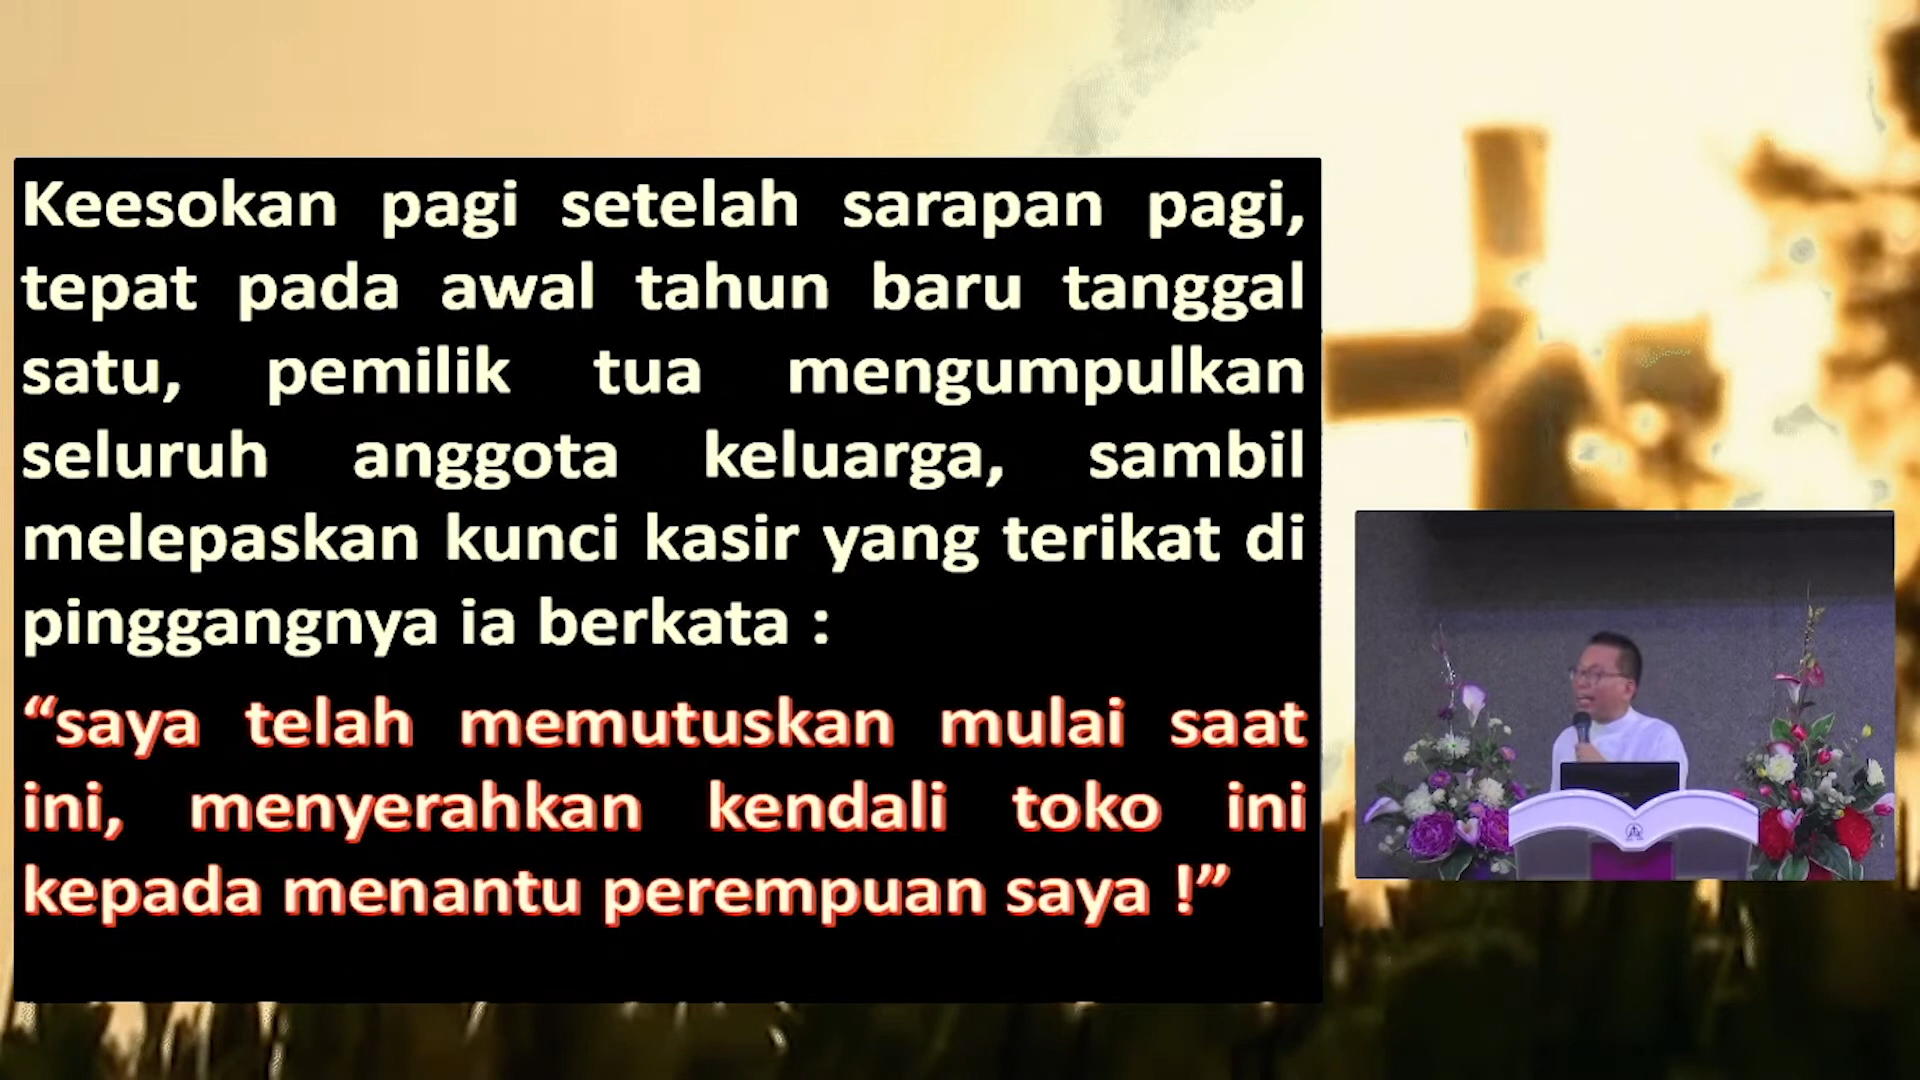 Keesokan pagi setelah sarapan pagi,
tepat pada awal tahun baru tanggal
satu, pemilik tua mengumpulkan
seluruh anggota keluarga, sambil
melepaskan kunci kasir yang terikat di
pinggangnya ia berkata :
“saya telah memutuskan mulai saat
ini, menyerahkan kendali toko ini
kepada menantu perempuan saya !”